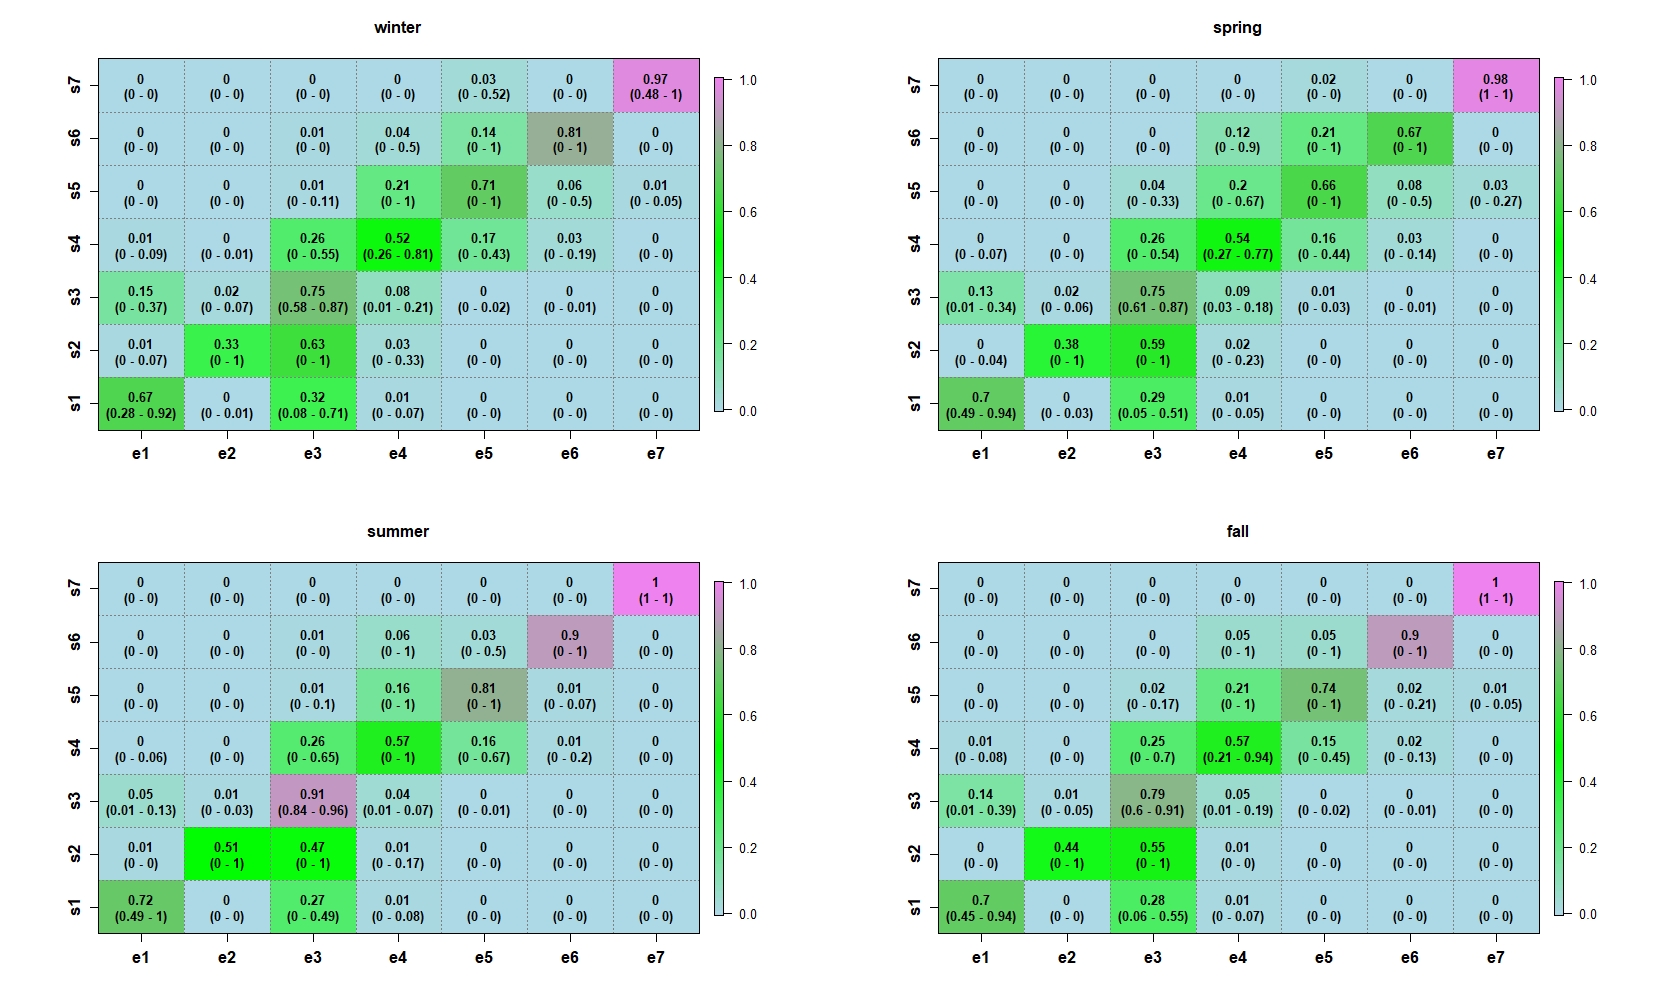 winter
s7 0 0 0 0 0.03 0 0.97 1.0
(0 - 0) (0 - 0) (0 - 0) (0 - 0) (0 - 0.52) (0 - 0) (0.48 - 1)
s6 0 0 0.01 0.04 0.14 0.81 0 0.8
(0 - 0) (0 - 0) (0 - 0) (0 - 0.5) (0 - 1) (0 - 1) (0 - 0)
s5 0 0 0.01 0.21 0.71 0.06 0.01 0.6
(0 - 0) (0 - 0) (0 - 0.11) (0 - 1) (0 - 1) (0 - 0.5) (0 - 0.05)
s4 0.01 0 0.26 0.52 0.17 0.03 0 0.4
(0 - 0.09) (0 - 0.01) (0 - 0.55) (0.26 - 0.81) (0 - 0.43) (0 - 0.19) (0 - 0)
s3 0.15 0.02 0.75 0.08 0 0 0
(0 - 0.37) (0 - 0.07) (0.58 - 0.87) (0.01 - 0.21) (0 - 0.02) (0 - 0.01) (0 - 0)
s2 0.01 0.33 0.63 0.03 0 0 0 0.2
(0 - 0.07) (0 - 1) (0 - 1) (0 - 0.33) (0 - 0) (0 - 0) (0 - 0)
s1 0.67 0 0.32 0.01 0 0 0 0.0
(0.28 - 0.92) (0 - 0.01) (0.08 - 0.71) (0 - 0.07) (0 - 0) (0 - 0) (0 - 0)
e1 e2 e3 e4 e5 e6 e7
spring
s7 0 0 0 0 0.02 0 0.98 1.0
(0 - 0) (0 - 0) (0 - 0) (0 - 0) (0 - 0) (0 - 0) (1 - 1)
s6 0 0 0 0.12 0.21 0.67 0 0.8
(0 - 0) (0 - 0) (0 - 0) (0 - 0.9) (0 - 1) (0 - 1) (0 - 0)
s5 0 0 0.04 0.2 0.66 0.08 0.03 0.6
(0 - 0) (0 - 0) (0 - 0.33) (0 - 0.67) (0 - 1) (0 - 0.5) (0 - 0.27)
s4 0 0 0.26 0.54 0.16 0.03 0 0.4
(0 - 0.07) (0 - 0) (0 - 0.54) (0.27 - 0.77) (0 - 0.44) (0 - 0.14) (0 - 0)
s3 0.13 0.02 0.75 0.09 0.01 0 0
(0.01 - 0.34) (0 - 0.06) (0.61 - 0.87) (0.03 - 0.18) (0 - 0.03) (0 - 0.01) (0 - 0)
s2 0 0.38 0.59 0.02 0 0 0 0.2
(0 - 0.04) (0 - 1) (0 - 1) (0 - 0.23) (0 - 0) (0 - 0) (0 - 0)
s1 0.7 0 0.29 0.01 0 0 0 0.0
(0.49 - 0.94) (0 - 0.03) (0.05 - 0.51) (0 - 0.05) (0 - 0) (0 - 0) (0 - 0)
e1 e2 e3 e4 e5 e6 e7
summer
s7 0 0 0 0 0 0 1 1.0
(0 - 0) (0 - 0) (0 - 0) (0 - 0) (0 - 0) (0 - 0) (1 - 1)
s6 0 0 0.01 0.06 0.03 0.9 0 0.8
(0 - 0) (0 - 0) (0 - 0) (0 - 1) (0 - 0.5) (0 - 1) (0 - 0)
s5 0 0 0.01 0.16 0.81 0.01 0 0.6
(0 - 0) (0 - 0) (0 - 0.1) (0 - 1) (0 - 1) (0 - 0.07) (0 - 0)
s4 0 0 0.26 0.57 0.16 0.01 0 0.4
(0 - 0.06) (0 - 0) (0 - 0.65) (0 - 1) (0 - 0.67) (0 - 0.2) (0 - 0)
s3 0.05 0.01 0.91 0.04 0 0 0
(0.01 - 0.13) (0 - 0.03) (0.84 - 0.96) (0.01 - 0.07) (0 - 0.01) (0 - 0) (0 - 0)
s2 0.01 0.51 0.47 0.01 0 0 0 0.2
(0 - 0) (0 - 1) (0 - 1) (0 - 0.17) (0 - 0) (0 - 0) (0 - 0)
s1 0.72 0 0.27 0.01 0 0 0 0.0
(0.49 - 1) (0 - 0) (0 - 0.49) (0 - 0.08) (0 - 0) (0 - 0) (0 - 0)
e1 e2 e3 e4 e5 e6 e7
fall
s7 0 0 0 0 0 0 1 1.0
(0 - 0) (0 - 0) (0 - 0) (0 - 0) (0 - 0) (0 - 0) (1 - 1)
s6 0 0 0 0.05 0.05 0.9 0 0.8
(0 - 0) (0 - 0) (0 - 0) (0 - 1) (0 - 1) (0 - 1) (0 - 0)
s5 0 0 0.02 0.21 0.74 0.02 0.01 0.6
(0 - 0) (0 - 0) (0 - 0.17) (0 - 1) (0 - 1) (0 - 0.21) (0 - 0.05)
s4 0.01 0 0.25 0.57 0.15 0.02 0 0.4
(0 - 0.08) (0 - 0) (0 - 0.7) (0.21 - 0.94) (0 - 0.45) (0 - 0.13) (0 - 0)
s3 0.14 0.01 0.79 0.05 0 0 0
(0.01 - 0.39) (0 - 0.05) (0.6 - 0.91) (0.01 - 0.19) (0 - 0.02) (0 - 0.01) (0 - 0)
s2 0 0.44 0.55 0.01 0 0 0 0.2
(0 - 0) (0 - 1) (0 - 1) (0 - 0) (0 - 0) (0 - 0) (0 - 0)
s1 0.7 0 0.28 0.01 0 0 0 0.0
(0.45 - 0.94) (0 - 0) (0.06 - 0.55) (0 - 0.07) (0 - 0) (0 - 0) (0 - 0)
e1 e2 e3 e4 e5 e6 e7